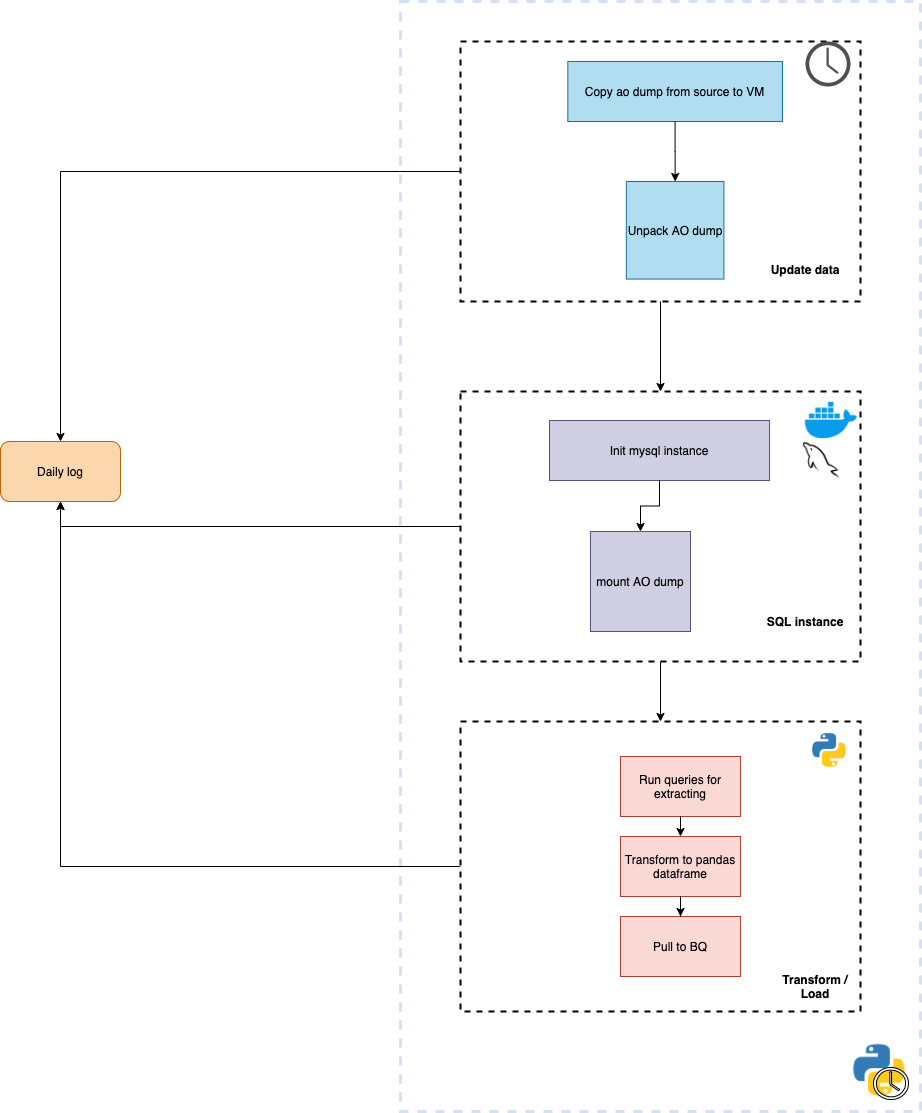 Copy ao dump from source to VM
Unpack AO dump
Update data
Daily log
Init mysql instance
mount AO dump
SQL instance
Run queries for
extracting
Transform to pandas
dataframe
Pull to BQ
Transform /
Load